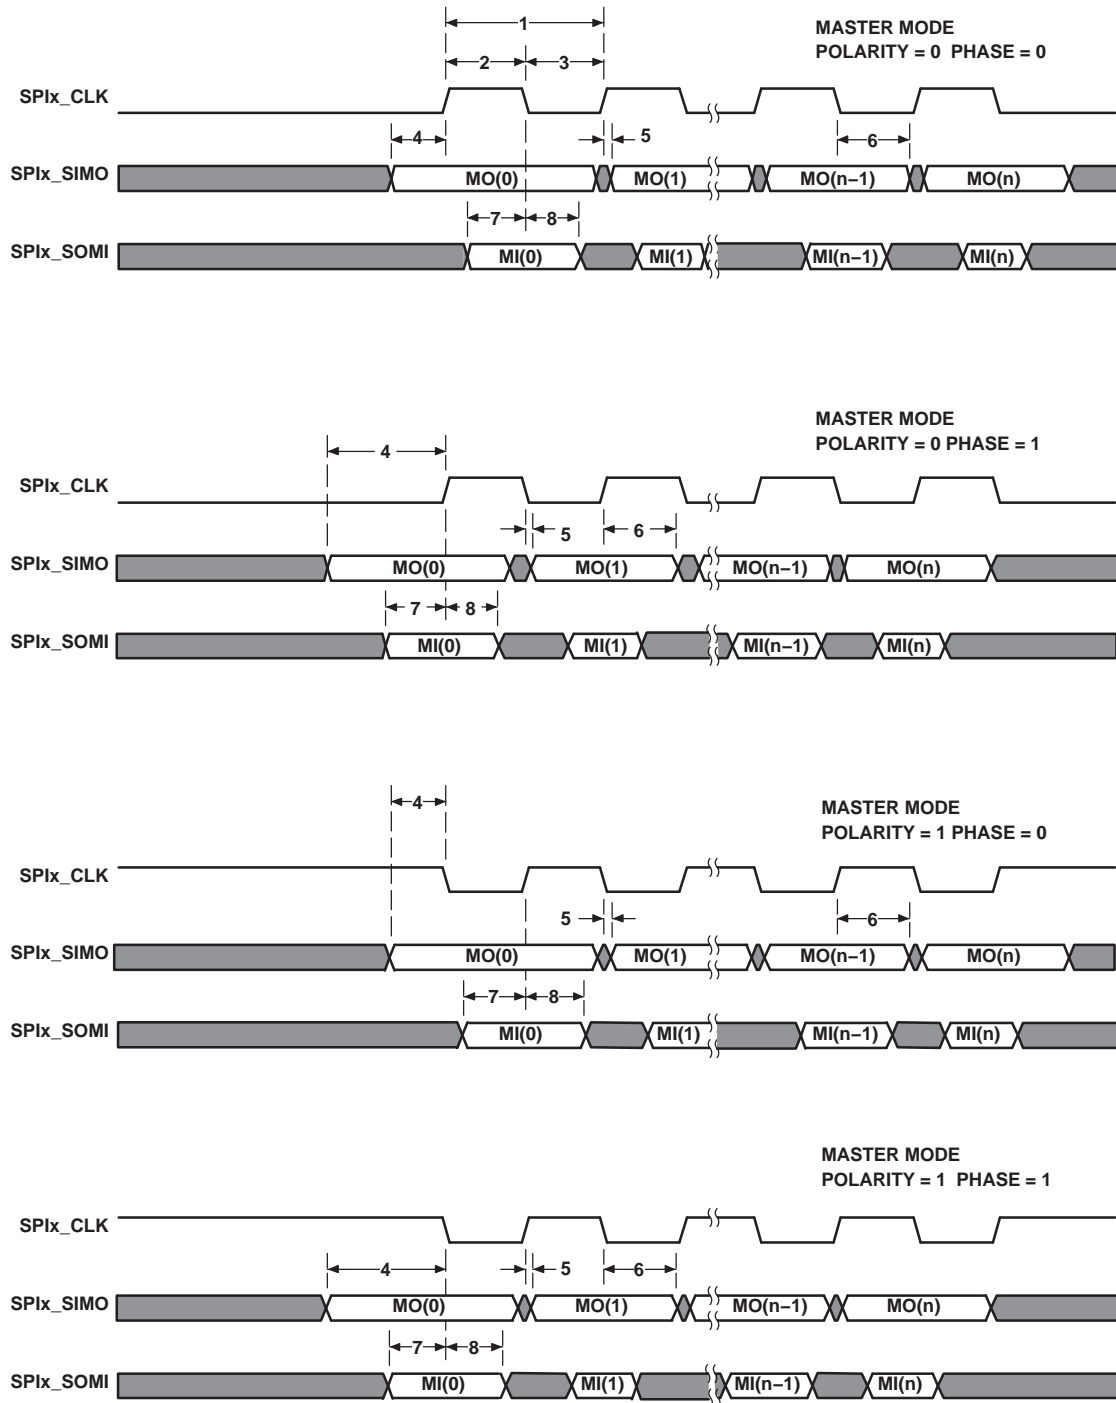 1
MASTER MODE
POLARITY = 0 PHASE = 0
2 3
SPIx_CLK
4 5 6
SPIx_SIMO MO(0) MO(1) MO(n−1) MO(n)
7 8
SPIx_SOMI MI(0) MI(1) MI(n−1) MI(n)
MASTER MODE
POLARITY = 0 PHASE = 1
4
SPIx_CLK
5 6
SPIx_SIMO MO(0) MO(1) MO(n−1) MO(n)
7 8
SPIx_SOMI MI(0) MI(1) MI(n−1) MI(n)
4
MASTER MODE
POLARITY = 1 PHASE = 0
SPIx_CLK
5 6
SPIx_SIMO MO(0) MO(1) MO(n−1) MO(n)
7 8
SPIx_SOMI MI(0) MI(1) MI(n−1) MI(n)
MASTER MODE
POLARITY = 1 PHASE = 1
SPIx_CLK
4 5 6
SPIx_SIMO MO(0) MO(1) MO(n−1) MO(n)
7 8
SPIx_SOMI MI(0) MI(1) MI(n−1) MI(n)